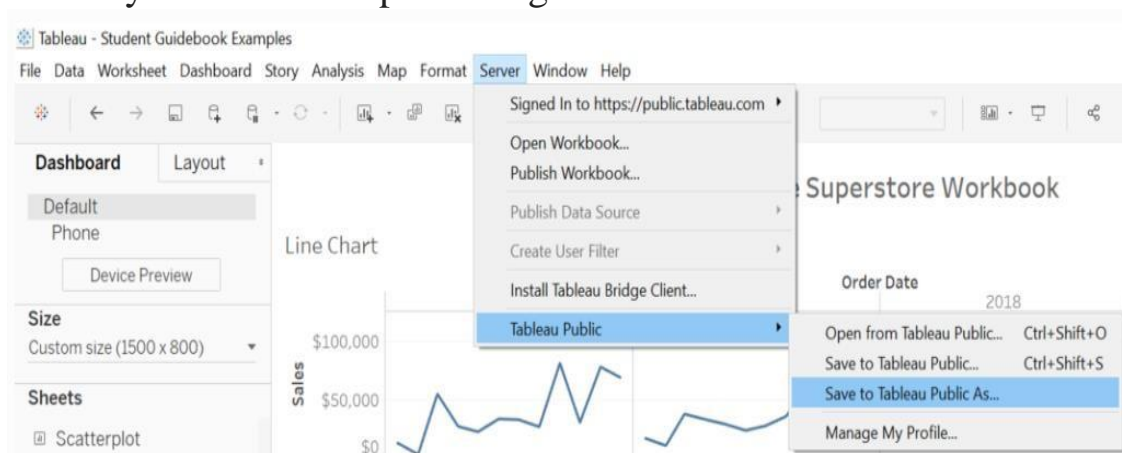 Tableau - Student Guidebook Examples
File Data Worksheet Dashboard Story Analysis Map Format Server Window Help
Signed In to https://public.tableau.com
Open Workbook...
Publish Workbook...
Publish Data Source
Create User Filter
Install Tableau Bridge Client...
Tableau Public
Open from Tableau Public... Ctrl+Shift+O
Save to Tableau Public... Ctrl+Shift+S
Save to Tableau Public As...
Manage My Profile...
Dashboard Layout
Default
Phone
Device Preview
Size
Custom size (1500 x 800)
Sheets
Scatterplot
Superstore Workbook
Line Chart
Order Date
2018
Sales
$100,000
$50,000
$0